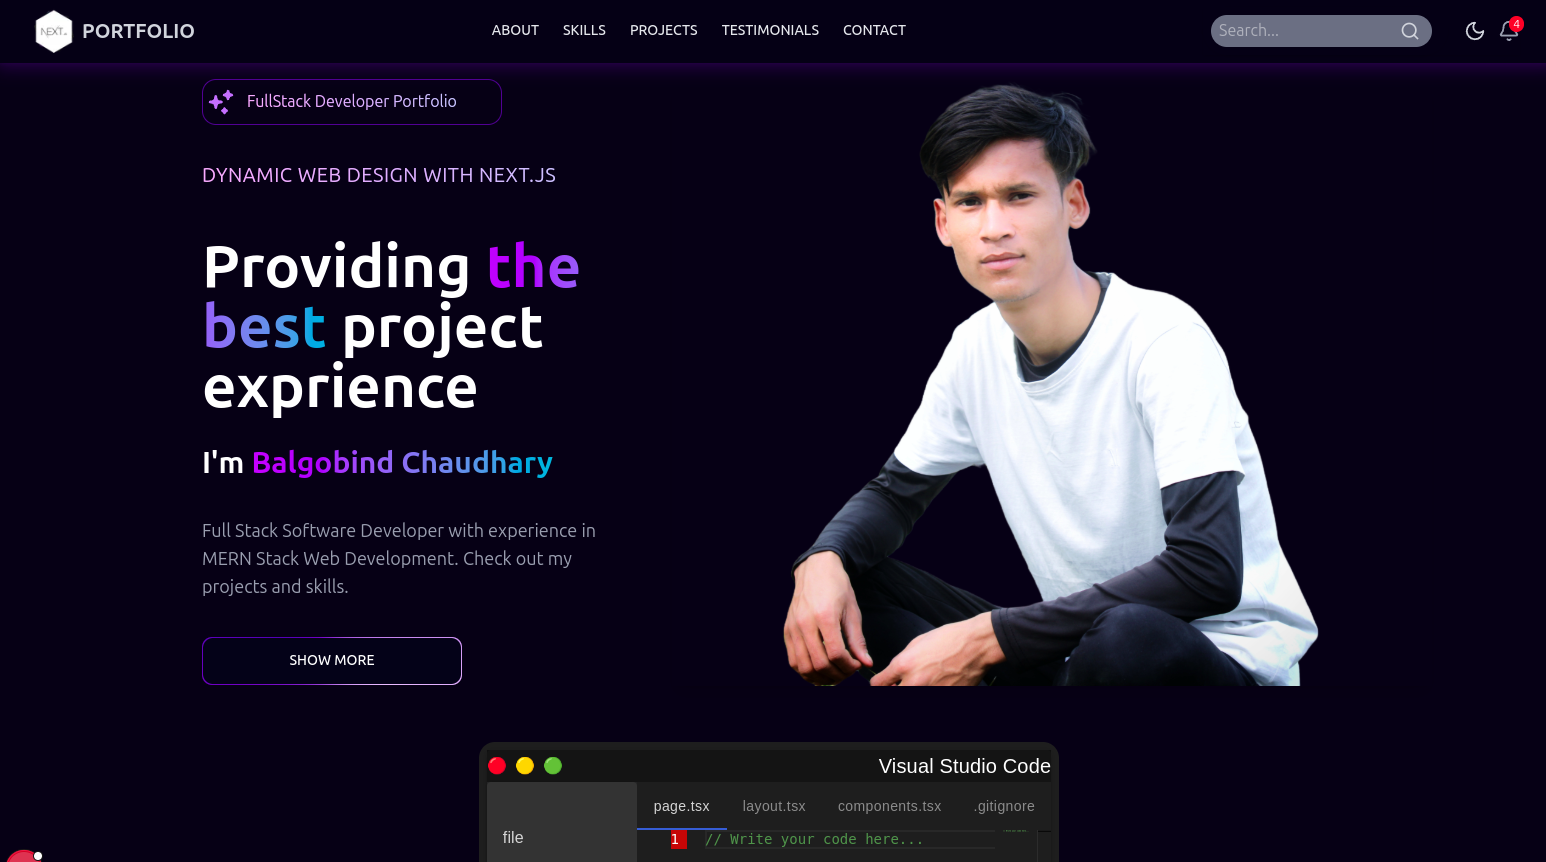 NEXT.js
PORTFOLIO
ABOUT SKILLS PROJECTS TESTIMONIALS CONTACT
Search...
4
FullStack Developer Portfolio
DYNAMIC WEB DESIGN WITH NEXT.JS
Providing the
best project
exprience
I'm Balgobind Chaudhary
Full Stack Software Developer with experience in
MERN Stack Web Development. Check out my
projects and skills.
SHOW MORE
Visual Studio Code
page.tsx layout.tsx components.tsx .gitignore
file
1 // Write your code here...